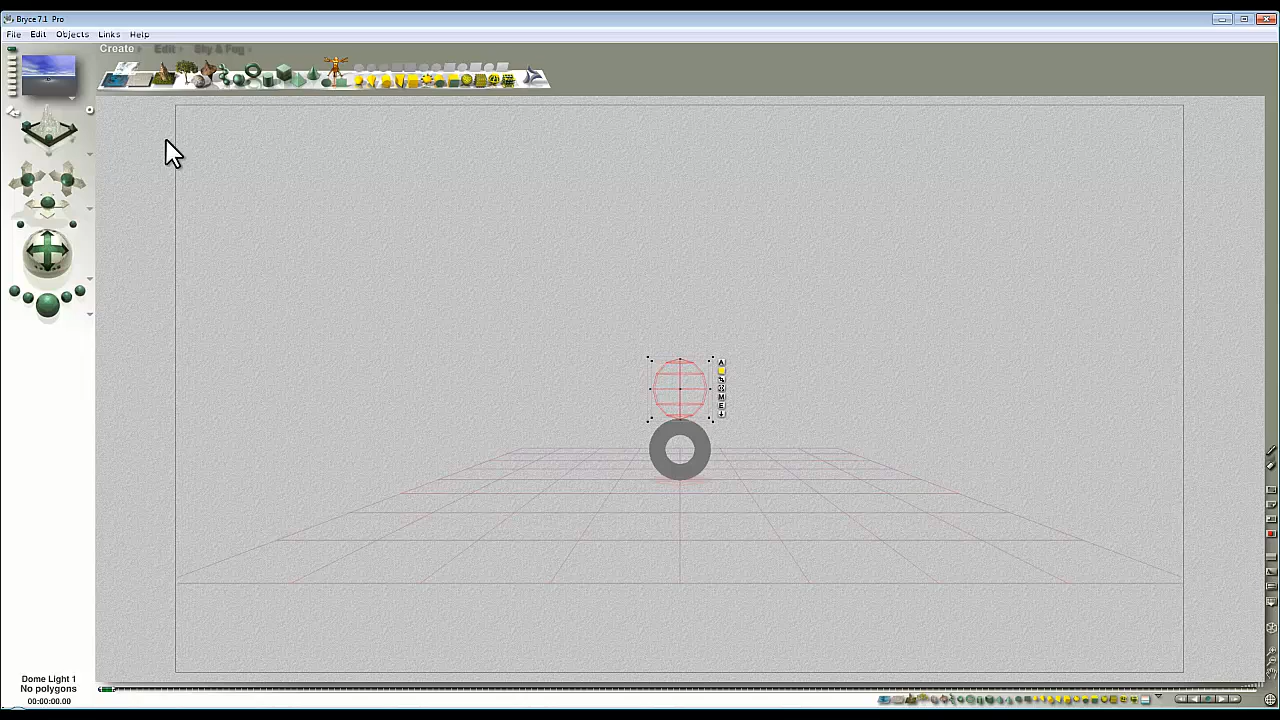 Bryce 7.1 Pro
File Edit Objects Links Help
Create Edit Sky & Fog
A
M
E
Dome Light 1
No polygons
00:00:00.00